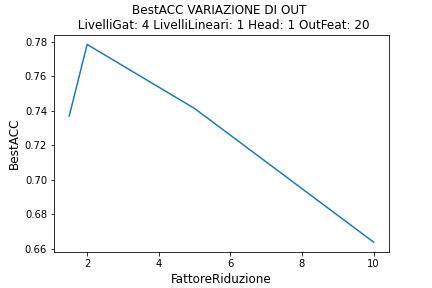 BestACC VARIAZIONE DI OUT
LivelliGat: 4 LivelliLineari: 1 Head: 1 OutFeat: 20
0.78
0.76
0.74
0.72
0.70
0.68
0.66
BestACC
2 4 6 8 10
FattoreRiduzione